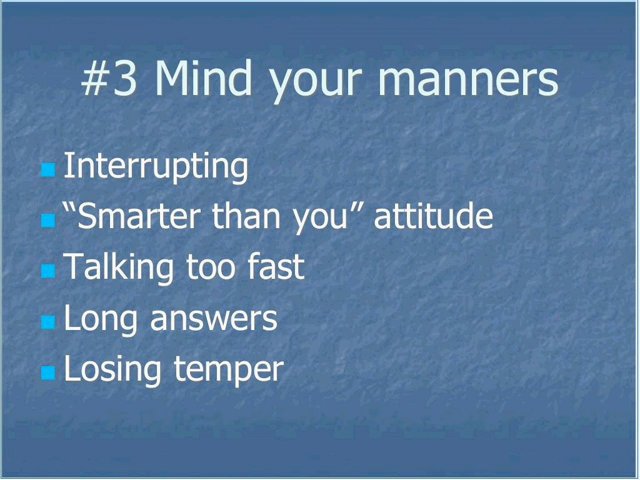 #3 Mind your manners
Interrupting
“Smarter than you” attitude
Talking too fast
Long answers
Losing temper